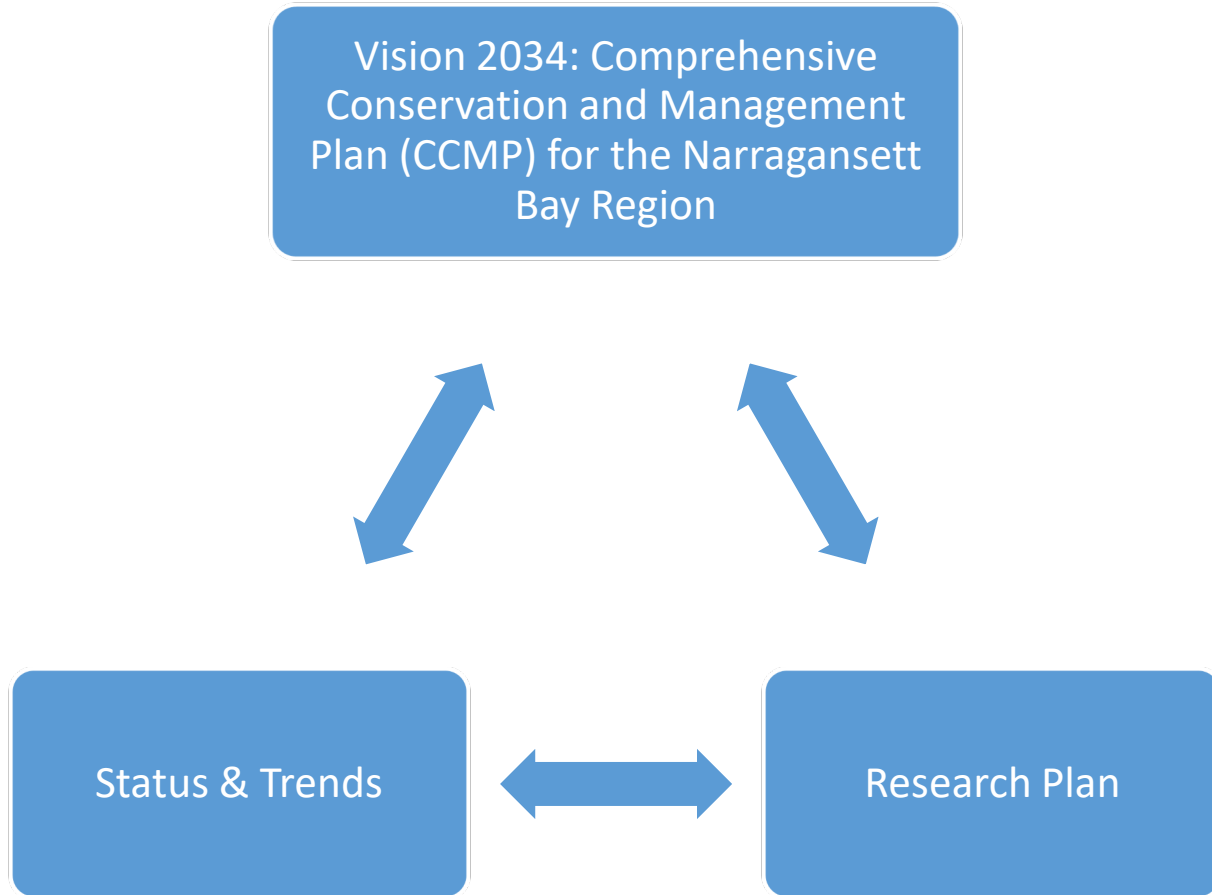 Vision 2034: Comprehensive
Conservation and Management
Plan (CCMP) for the Narragansett
Bay Region
Status & Trends
Research Plan